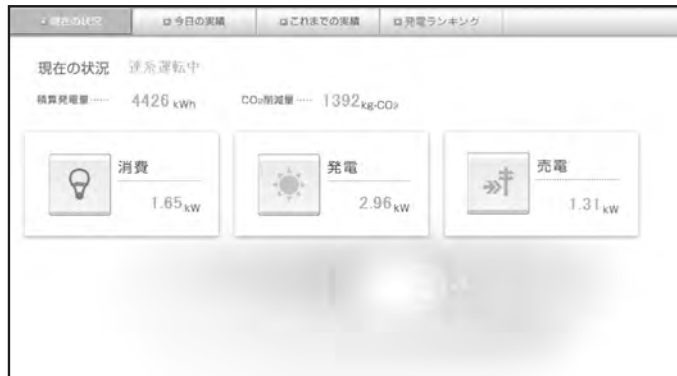 現在の状況 今日の実績 これまでの実績 発電ランキング
現在の状況 連系運転中
積算発電量…… 4426 kWh CO₂削減量…… 1392 kg-CO₂
消費 発電 売電
1.65 kW 2.96 kW 1.31 kW